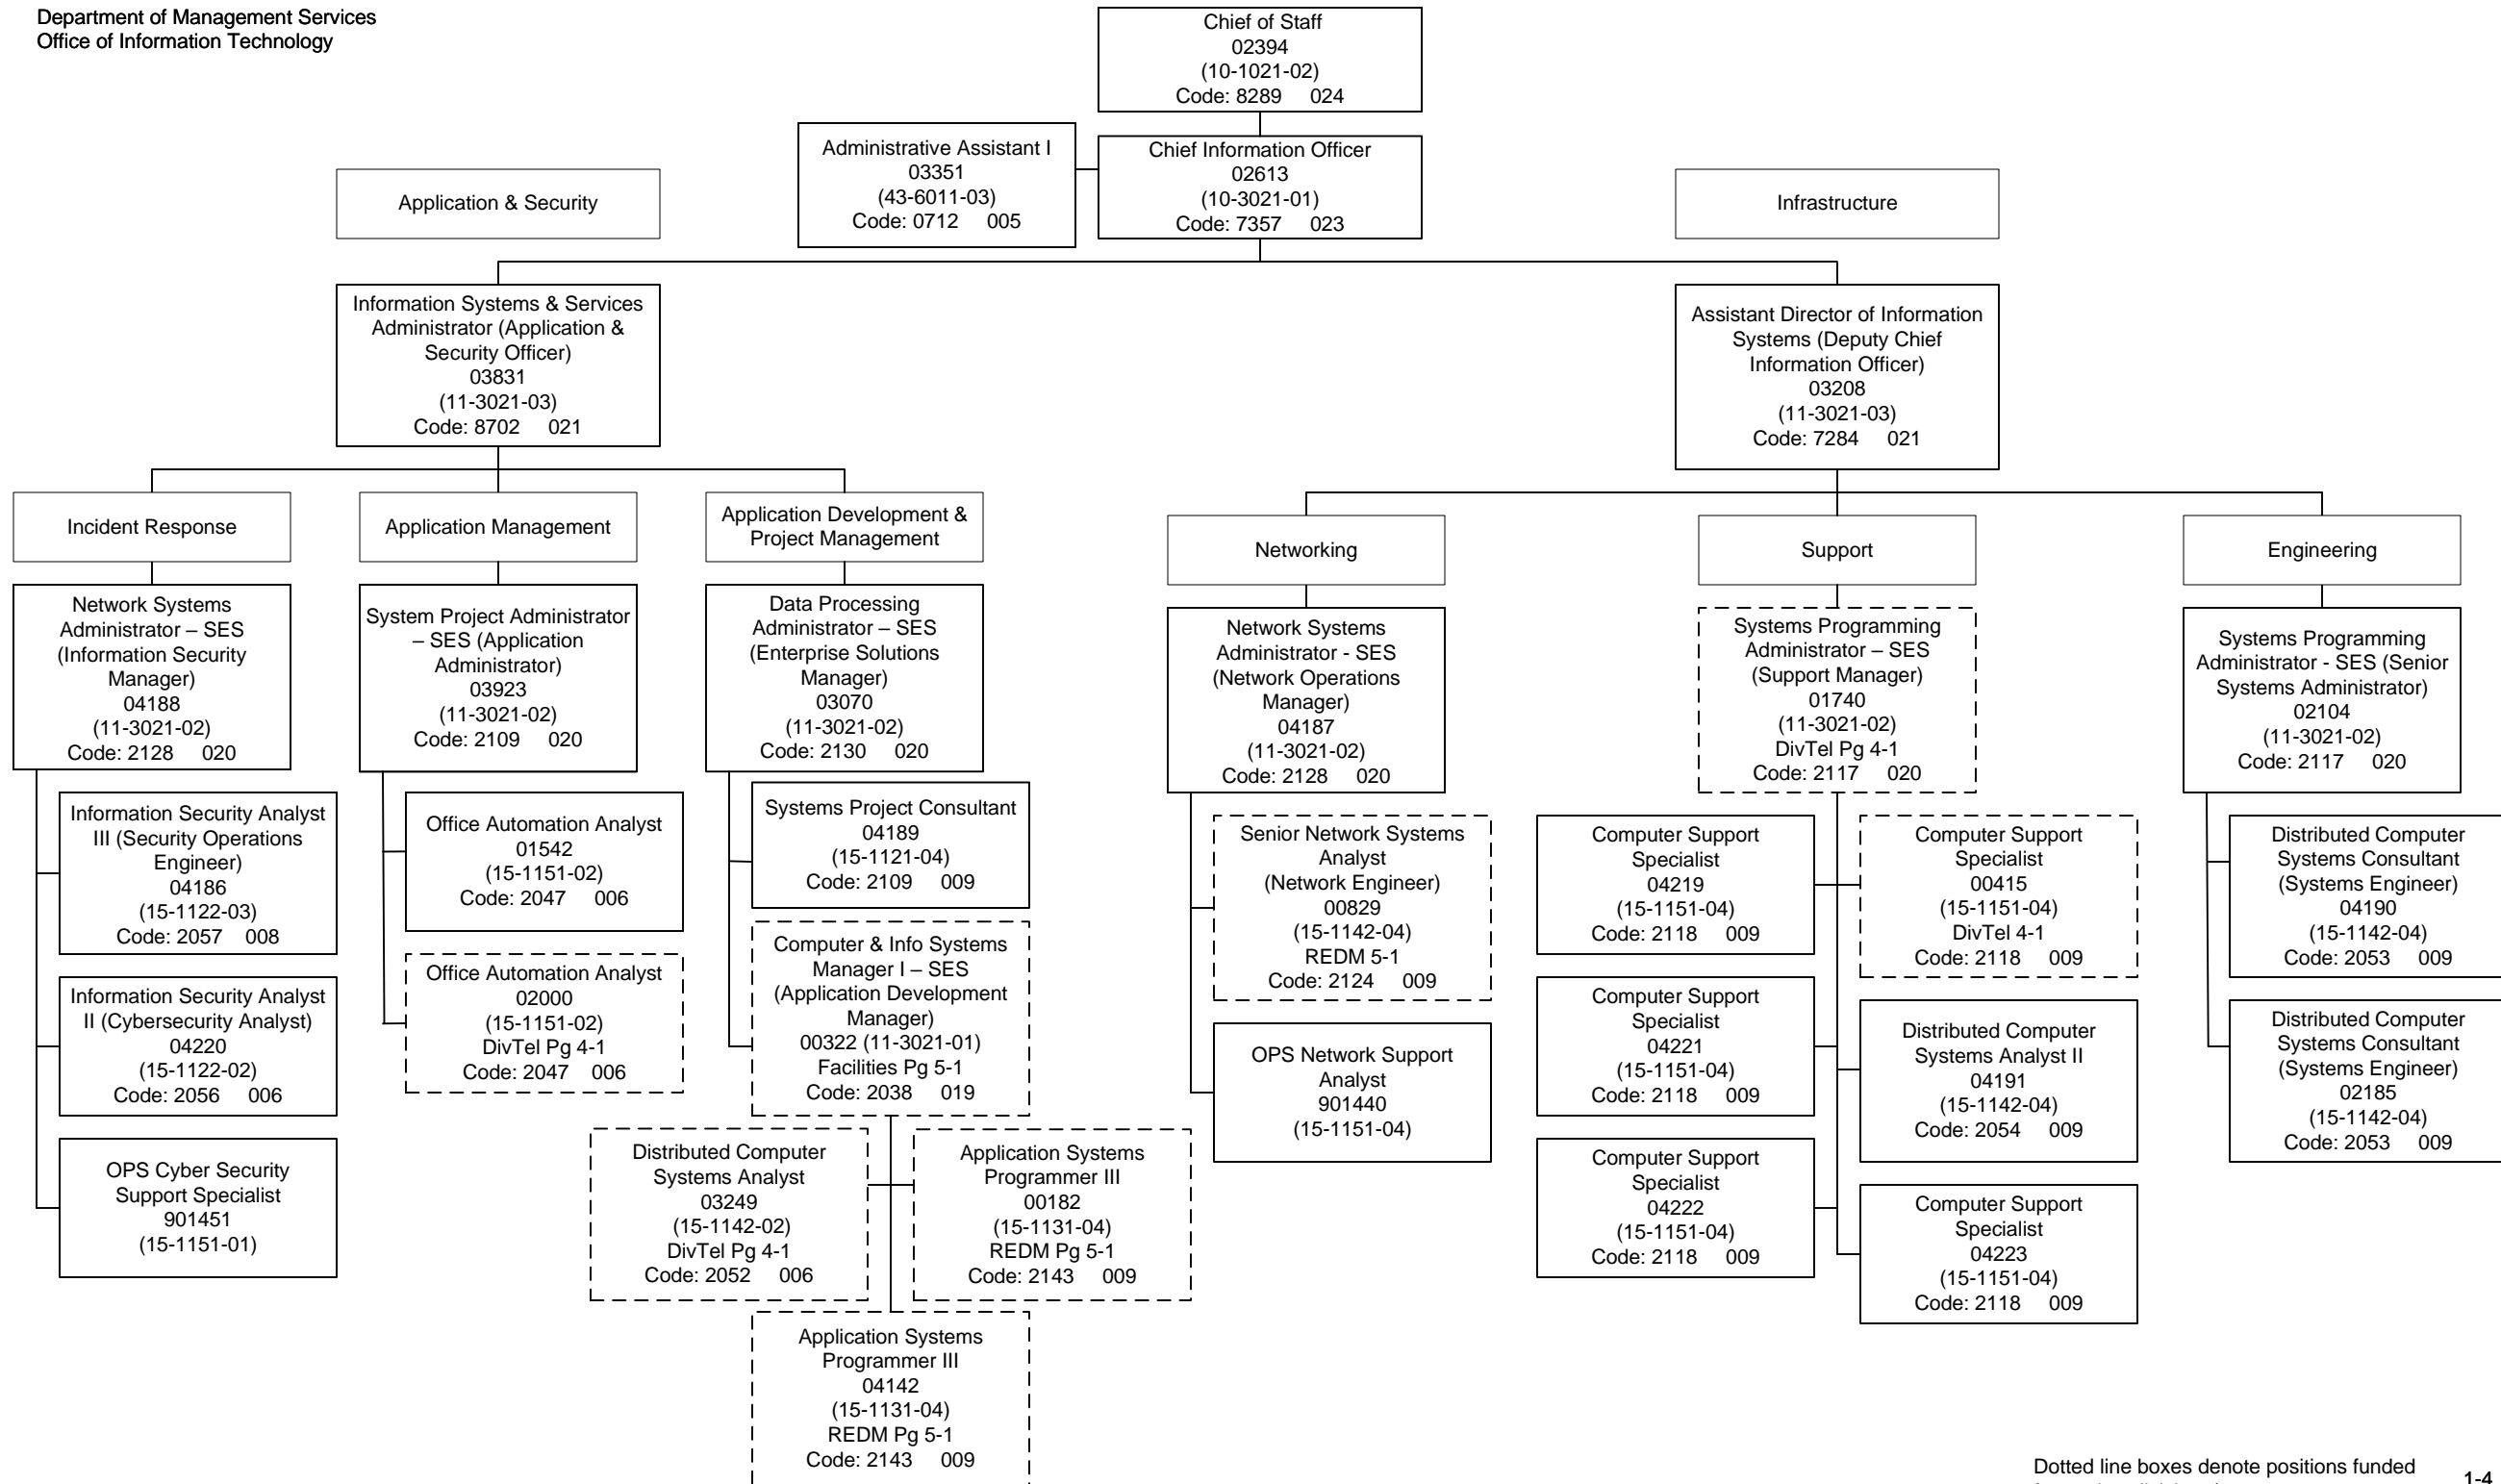 Department of Management Services
Office of Information Technology
Chief of Staff
02394
(10-1021-02)
Code: 8289 024
Administrative Assistant I
03351
(43-6011-03)
Code: 0712 005
Chief Information Officer
02613
(10-3021-01)
Code: 7357 023
Application & Security
Infrastructure
Information Systems & Services
Administrator (Application &
Security Officer)
03831
(11-3021-03)
Code: 8702 021
Assistant Director of Information
Systems (Deputy Chief
Information Officer)
03208
(11-3021-03)
Code: 7284 021
Incident Response
Application Management
Application Development &
Project Management
Networking
Support
Engineering
Network Systems
Administrator – SES
(Information Security
Manager)
04188
(11-3021-02)
Code: 2128 020
System Project Administrator
– SES (Application
Administrator)
03923
(11-3021-02)
Code: 2109 020
Data Processing
Administrator – SES
(Enterprise Solutions
Manager)
03070
(11-3021-02)
Code: 2130 020
Network Systems
Administrator - SES
(Network Operations
Manager)
04187
(11-3021-02)
Code: 2128 020
Systems Programming
Administrator – SES
(Support Manager)
01740
(11-3021-02)
DivTel Pg 4-1
Code: 2117 020
Systems Programming
Administrator - SES (Senior
Systems Administrator)
02104
(11-3021-02)
Code: 2117 020
Information Security Analyst
III (Security Operations
Engineer)
04186
(15-1122-03)
Code: 2057 008
Information Security Analyst
II (Cybersecurity Analyst)
04220
(15-1122-02)
Code: 2056 006
OPS Cyber Security
Support Specialist
901451
(15-1151-01)
Office Automation Analyst
01542
(15-1151-02)
Code: 2047 006
Office Automation Analyst
02000
(15-1151-02)
DivTel Pg 4-1
Code: 2047 006
Systems Project Consultant
04189
(15-1121-04)
Code: 2109 009
Computer & Info Systems
Manager I – SES
(Application Development
Manager)
00322 (11-3021-01)
Facilities Pg 5-1
Code: 2038 019
Distributed Computer
Systems Analyst
03249
(15-1142-02)
DivTel Pg 4-1
Code: 2052 006
Application Systems
Programmer III
00182
(15-1131-04)
REDM Pg 5-1
Code: 2143 009
Application Systems
Programmer III
04142
(15-1131-04)
REDM Pg 5-1
Code: 2143 009
Senior Network Systems
Analyst
(Network Engineer)
00829
(15-1142-04)
REDM 5-1
Code: 2124 009
OPS Network Support
Analyst
901440
(15-1151-04)
Computer Support
Specialist
04219
(15-1151-04)
Code: 2118 009
Computer Support
Specialist
04221
(15-1151-04)
Code: 2118 009
Computer Support
Specialist
04222
(15-1151-04)
Code: 2118 009
Computer Support
Specialist
00415
(15-1151-04)
DivTel 4-1
Code: 2118 009
Distributed Computer
Systems Analyst II
04191
(15-1142-04)
Code: 2054 009
Computer Support
Specialist
04223
(15-1151-04)
Code: 2118 009
Distributed Computer
Systems Consultant
(Systems Engineer)
04190
(15-1142-04)
Code: 2053 009
Distributed Computer
Systems Consultant
(Systems Engineer)
02185
(15-1142-04)
Code: 2053 009
Dotted line boxes denote positions funded
1-4